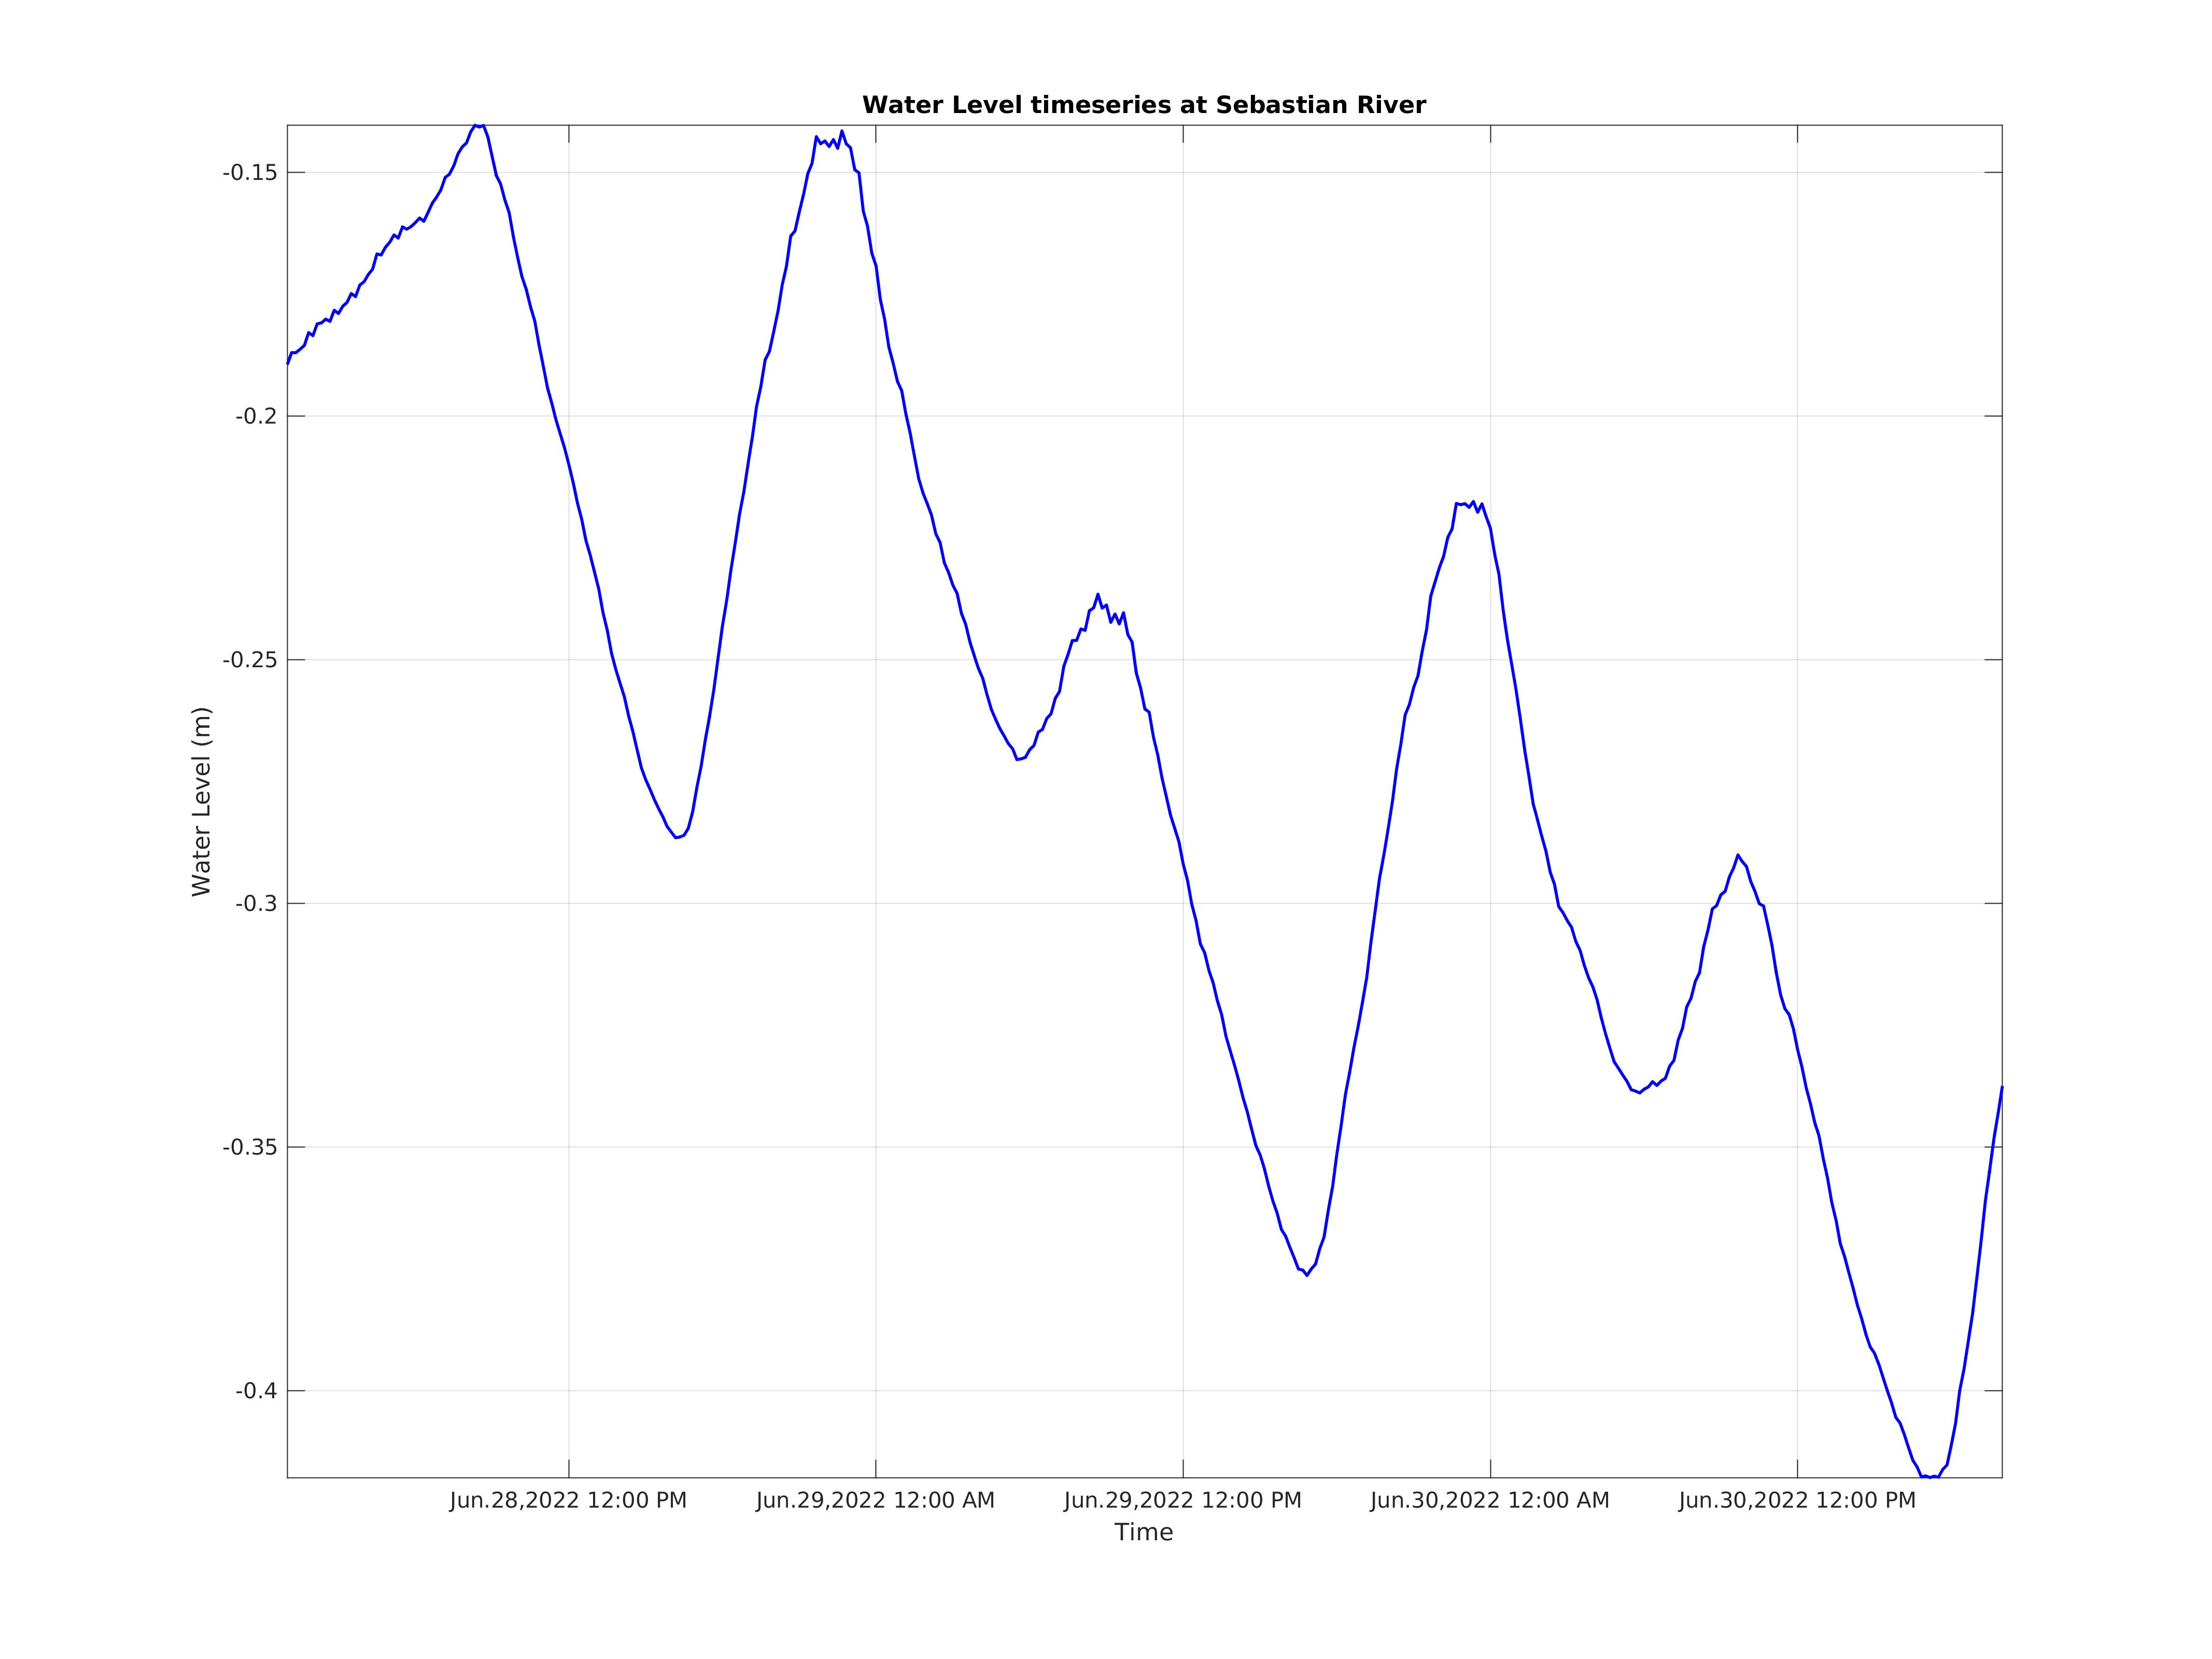 Water Level timeseries at Sebastian River
-0.15
-0.2
-0.25
-0.3
-0.35
-0.4
Water Level (m)
Jun.28,2022 12:00 PM
Jun.29,2022 12:00 AM
Jun.29,2022 12:00 PM
Jun.30,2022 12:00 AM
Jun.30,2022 12:00 PM
Time